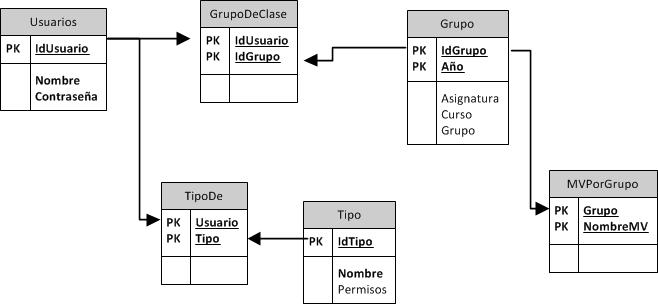 Usuarios
PK IdUsuario
Nombre
Contraseña
GrupoDeClase
PK IdUsuario
PK IdGrupo
Grupo
PK IdGrupo
PK Año
Asignatura
Curso
Grupo
TipoDe
PK Usuario
PK Tipo
Tipo
PK IdTipo
Nombre
Permisos
MVPorGrupo
PK Grupo
PK NombreMV